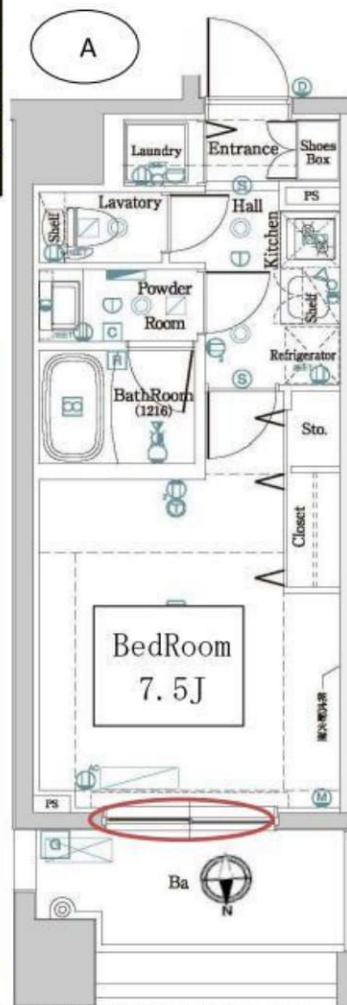 A
D
Laundry
Entrance
Shoes
Box
S
PS
Lavatory
Hall
Shelf
Kitchen
Powder
Room
Shelf
C
R
Refrigerator
S
BathRoom
(1216)
Sto.
Closet
BedRoom
7.5J
M
PS
G
Ba
N